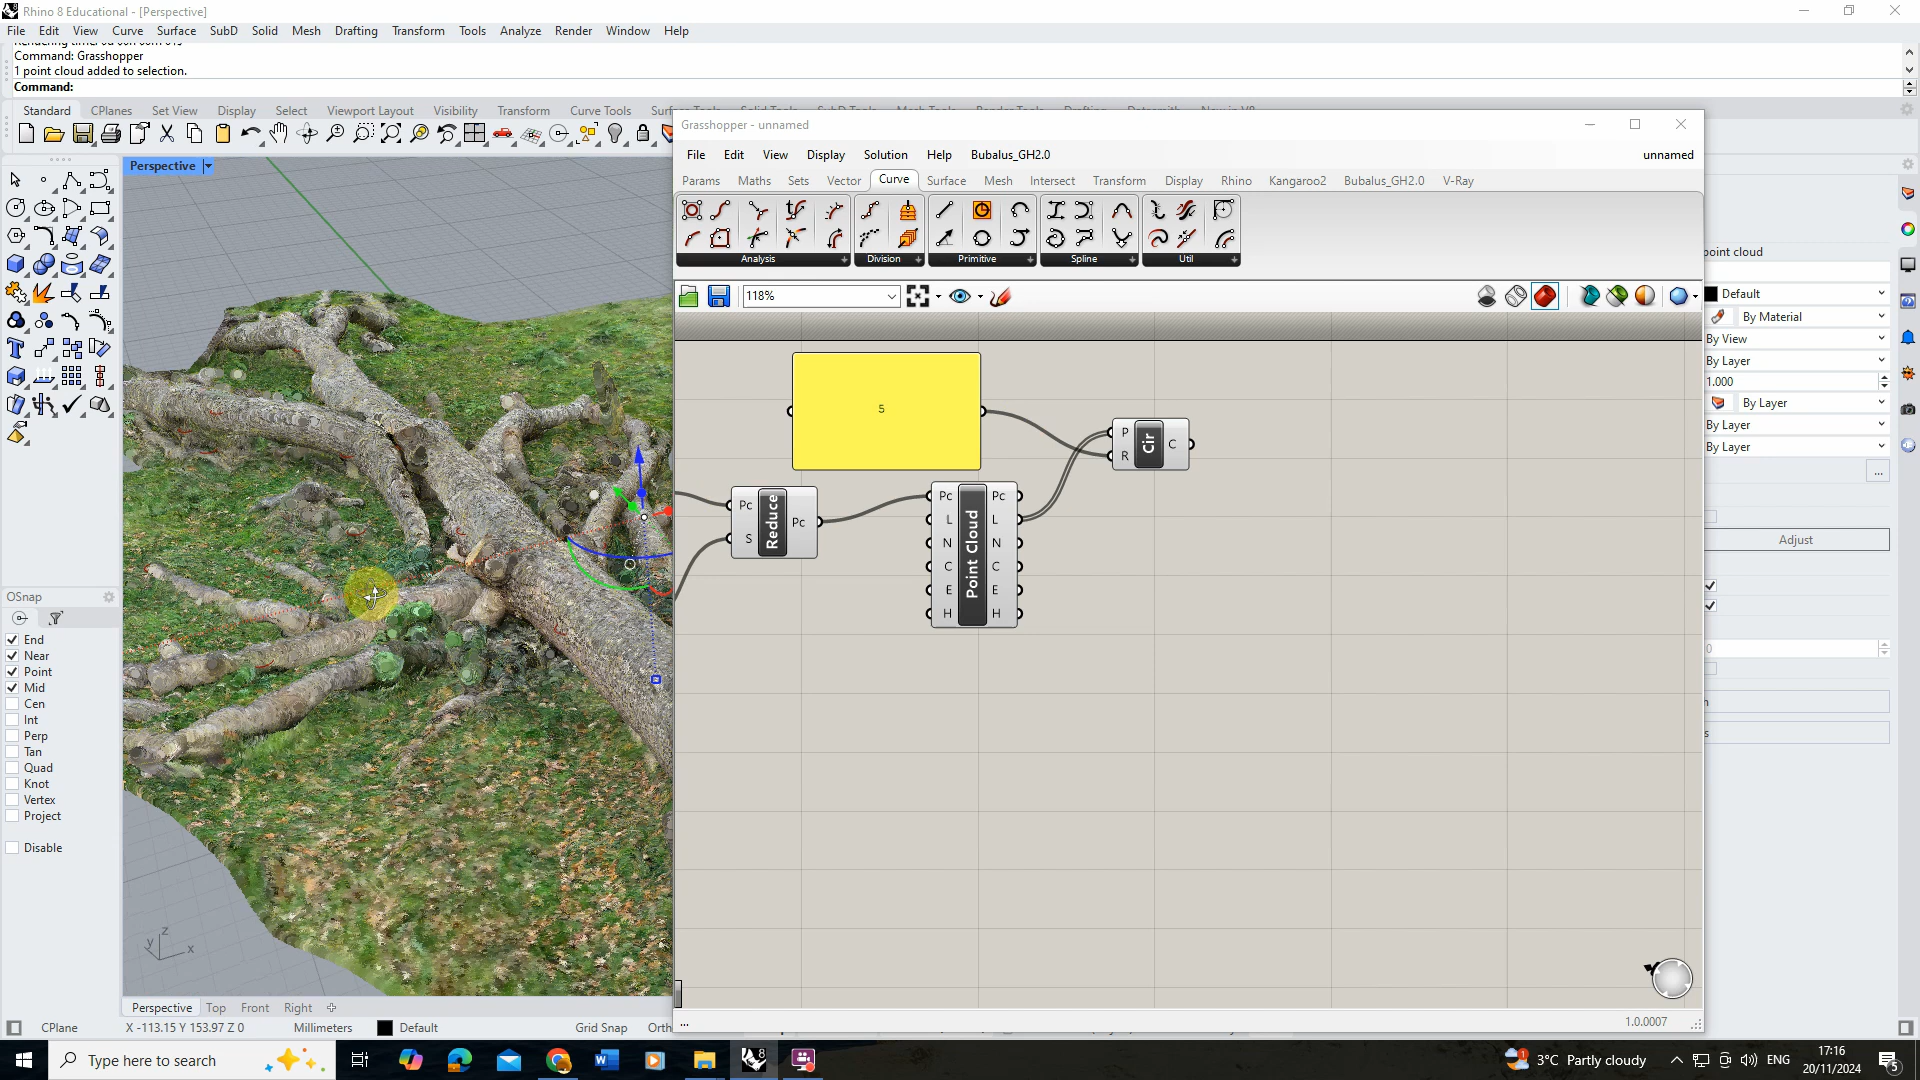 Rhino 8 Educational - [Perspective]
File Edit View Curve Surface SubD Solid Mesh Drafting Transform Tools Analyze Render Window Help
Command: Grasshopper
1 point cloud added to selection.
Command:
Standard CPlanes Set View Display Select Viewport Layout Visibility Transform Curve Tools
Perspective
Grasshopper - unnamed
File Edit View Display Solution Help Bubalus_GH2.0 unnamed
Params Maths Sets Vector Curve Surface Mesh Intersect Transform Display Rhino Kangaroo2 Bubalus_GH2.0 V-Ray
Analysis Division Primitive Spline Util
118%
5
P
R
Cir
C
Pc
S
Reduce
Pc
Pc
L
N
C
E
H
Point Cloud
Pc
L
N
C
E
H
1.0.0007
...
point cloud
Default
By Material
By View
By Layer
1.000
By Layer
By Layer
By Layer
...
Adjust
0
OSnap
End
Near
Point
Mid
Cen
Int
Perp
Tan
Quad
Knot
Vertex
Project
Disable
z
y
x
Perspective Top Front Right
CPlane X -113.15 Y 153.97 Z 0 Millimeters Default Grid Snap Orth
Type here to search
3°C Partly cloudy
ENG
17:16
20/11/2024
5